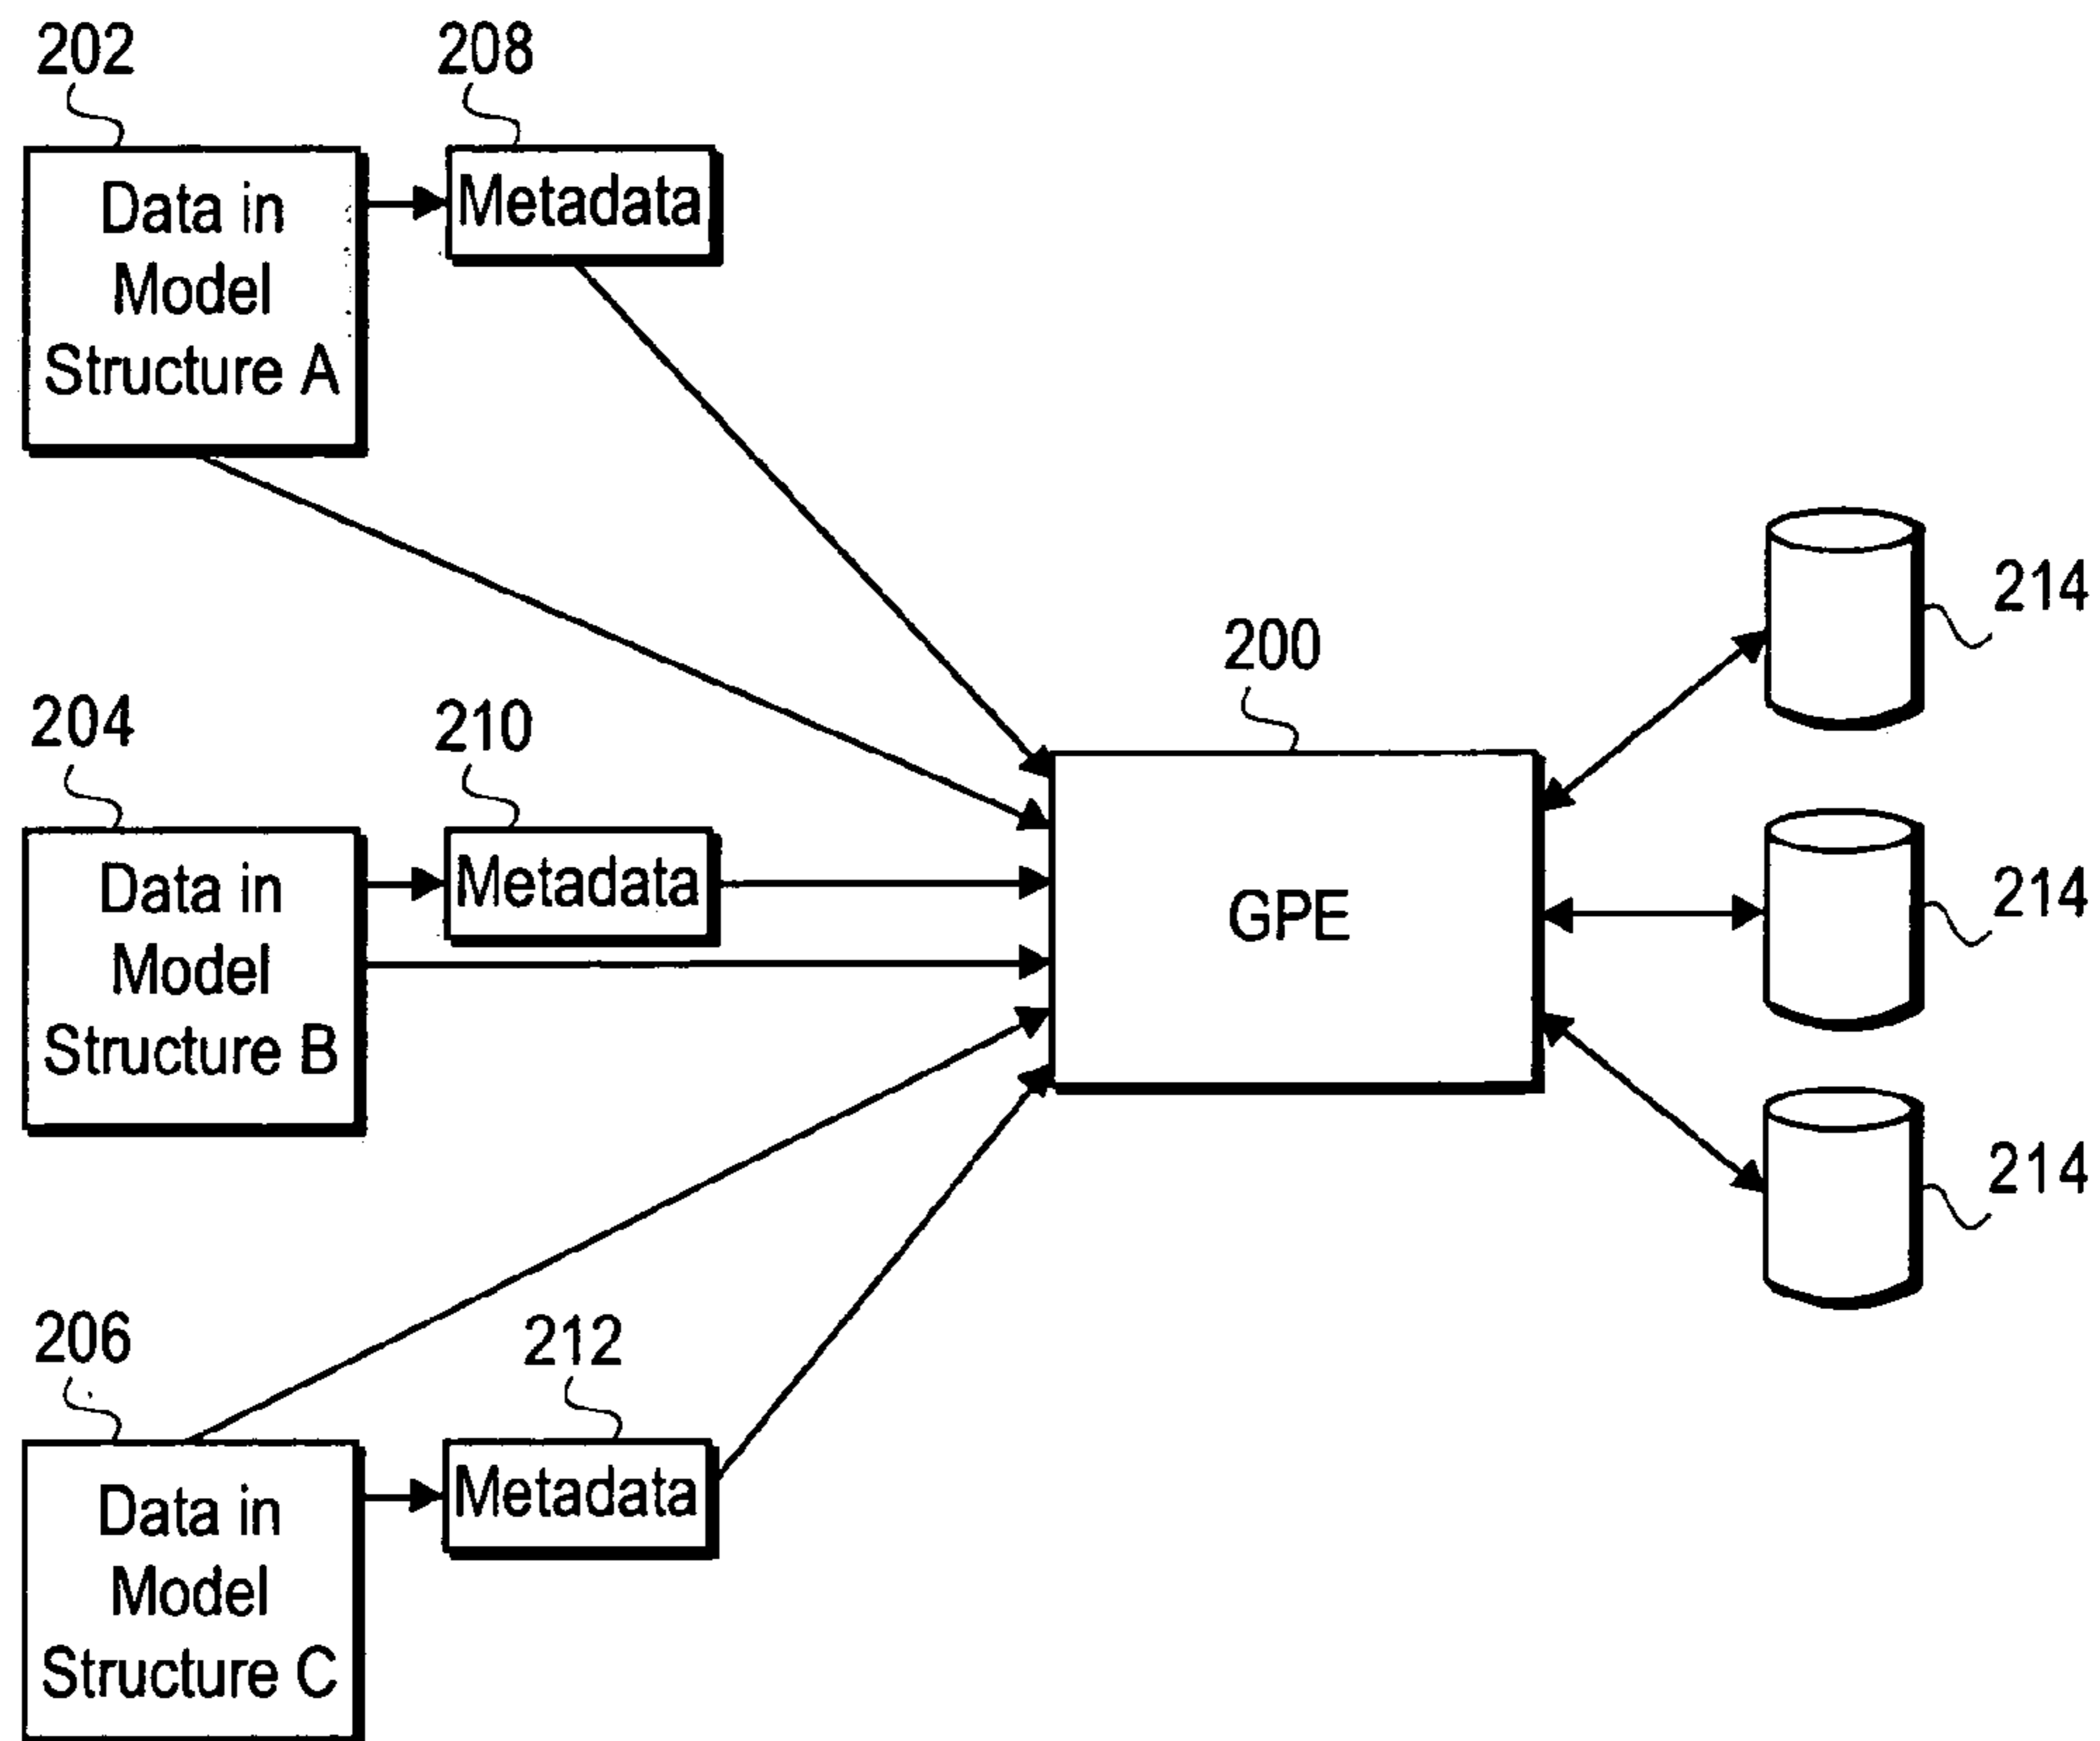 202
208
Data in
Model
Structure A
Metadata
214
200
204
210
Data in
Model
Structure B
Metadata
GPE
214
214
206
212
Data in
Model
Structure C
Metadata